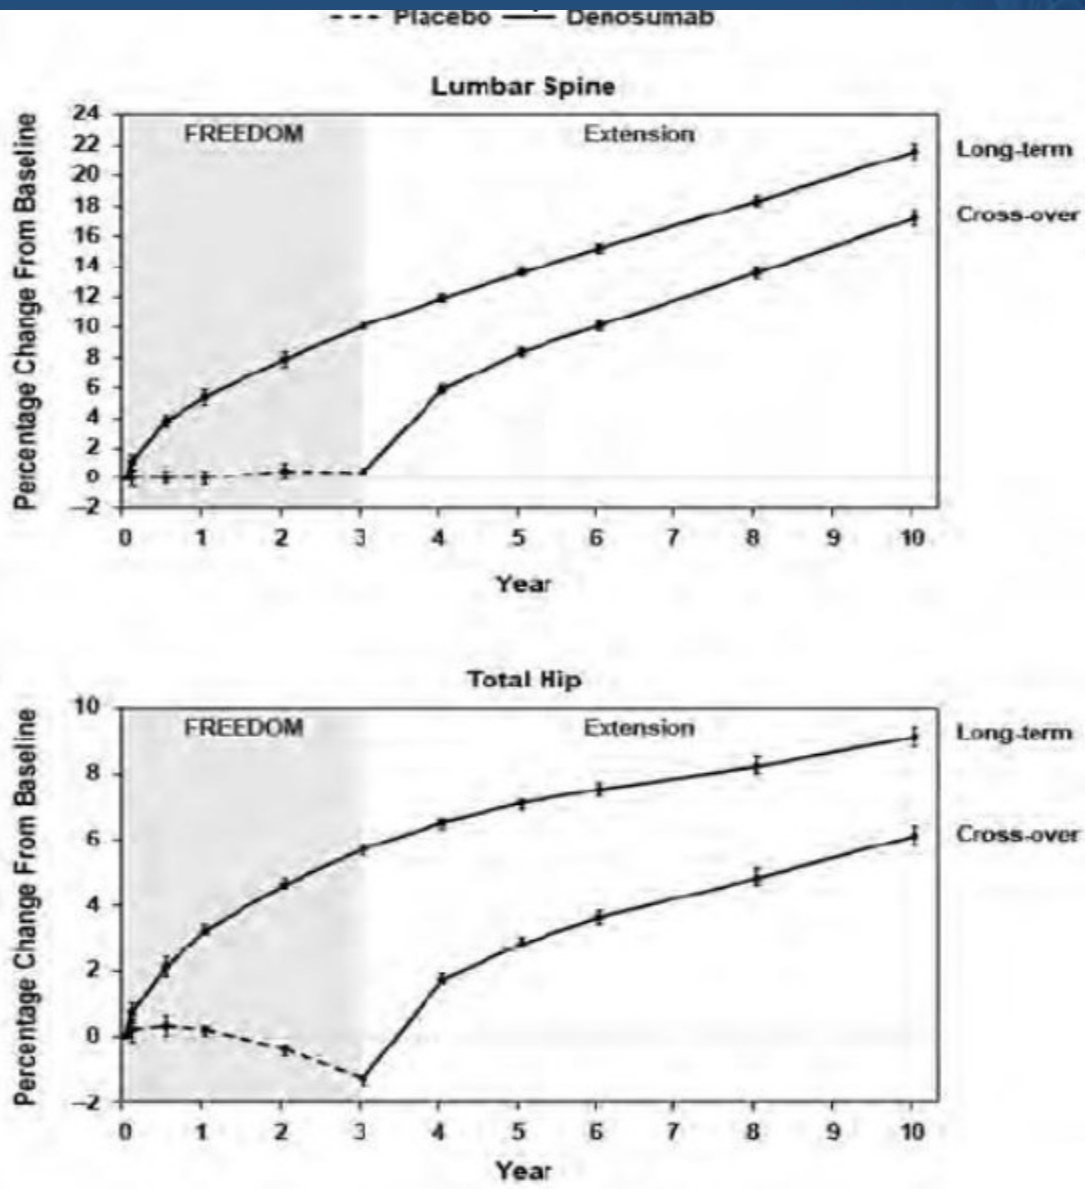 Placebo Denosumab
Lumbar Spine
Percentage Change From Baseline
24
22
20
18
16
14
12
10
8
6
4
2
0
–2
FREEDOM Extension
Long-term
Cross-over
0 1 2 3 4 5 6 7 8 9 10
Year
Total Hip
Percentage Change From Baseline
10
8
6
4
2
0
–2
FREEDOM Extension
Long-term
Cross-over
0 1 2 3 4 5 6 7 8 9 10
Year